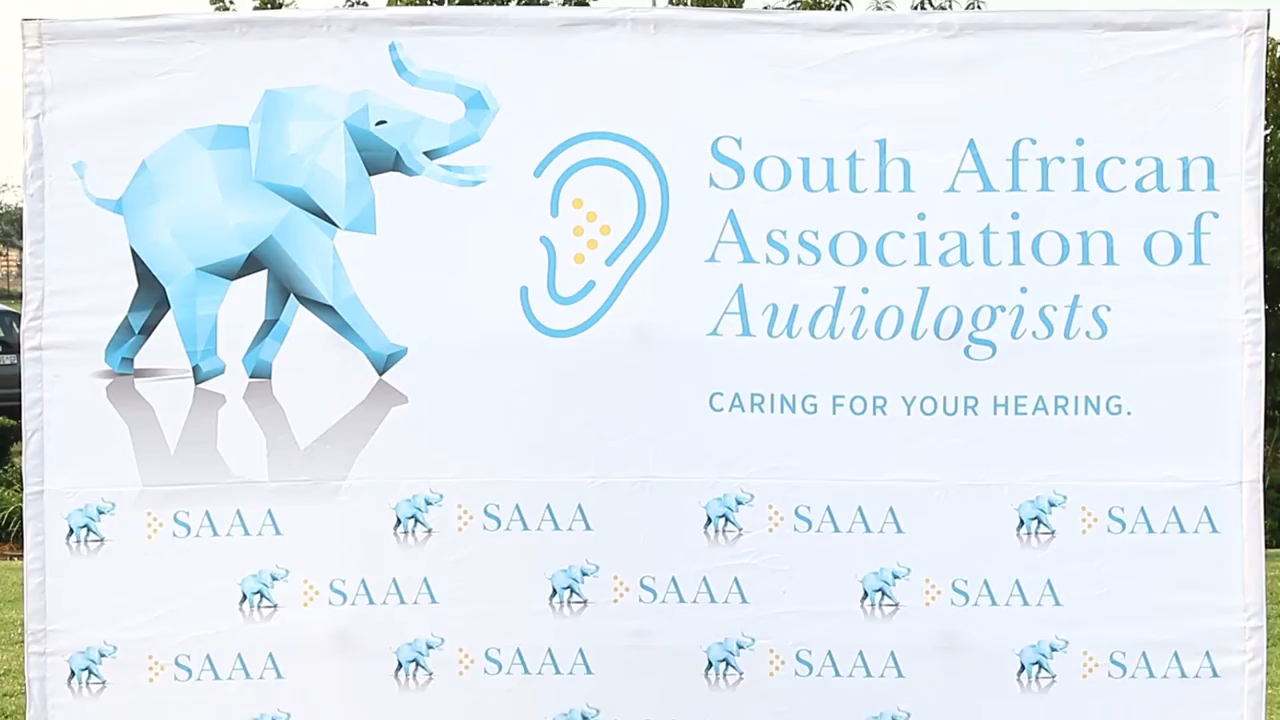 South African
Association of
Audiologists
CARING FOR YOUR HEARING.
SAAA SAAA SAAA SAAA
SAAA SAAA SAAA
SAAA SAAA SAAA SAAA